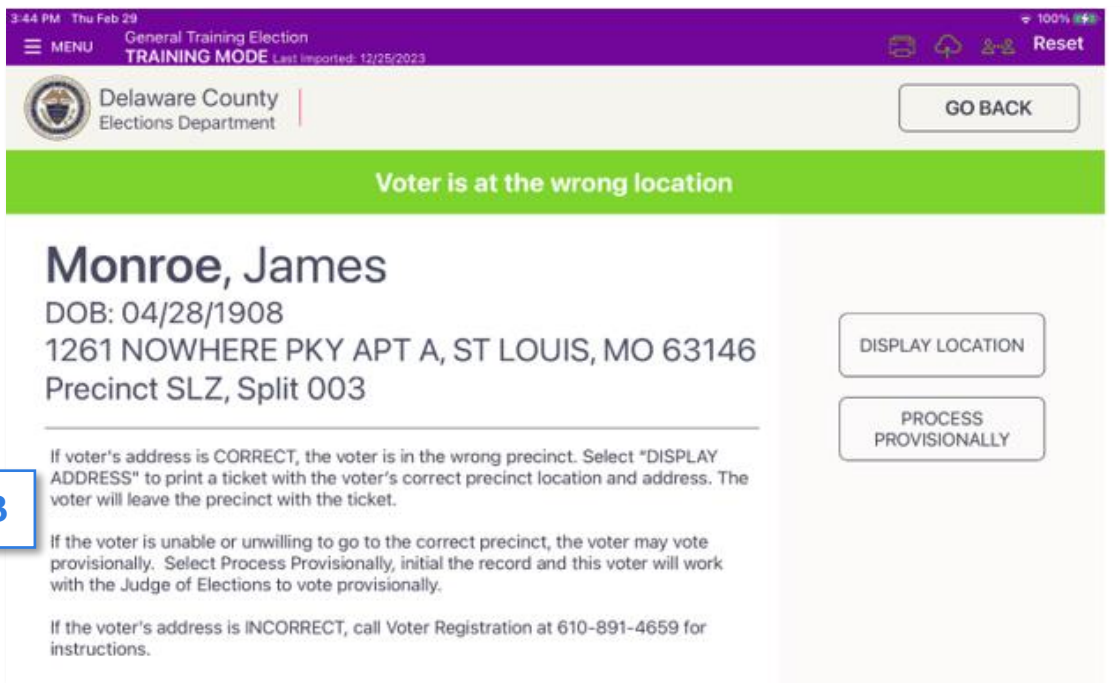 3:44 PM Thu Feb 29
100%
MENU
General Training Election
TRAINING MODE Last Imported: 12/25/2023
Reset
Delaware County
Elections Department
GO BACK
Voter is at the wrong location
Monroe, James
DOB: 04/28/1908
1261 NOWHERE PKY APT A, ST LOUIS, MO 63146
Precinct SLZ, Split 003
DISPLAY LOCATION
PROCESS
PROVISIONALLY
If voter's address is CORRECT, the voter is in the wrong precinct. Select "DISPLAY
ADDRESS" to print a ticket with the voter's correct precinct location and address. The
voter will leave the precinct with the ticket.
If the voter is unable or unwilling to go to the correct precinct, the voter may vote
provisionally. Select Process Provisionally, initial the record and this voter will work
with the Judge of Elections to vote provisionally.
If the voter's address is INCORRECT, call Voter Registration at 610-891-4659 for
instructions.